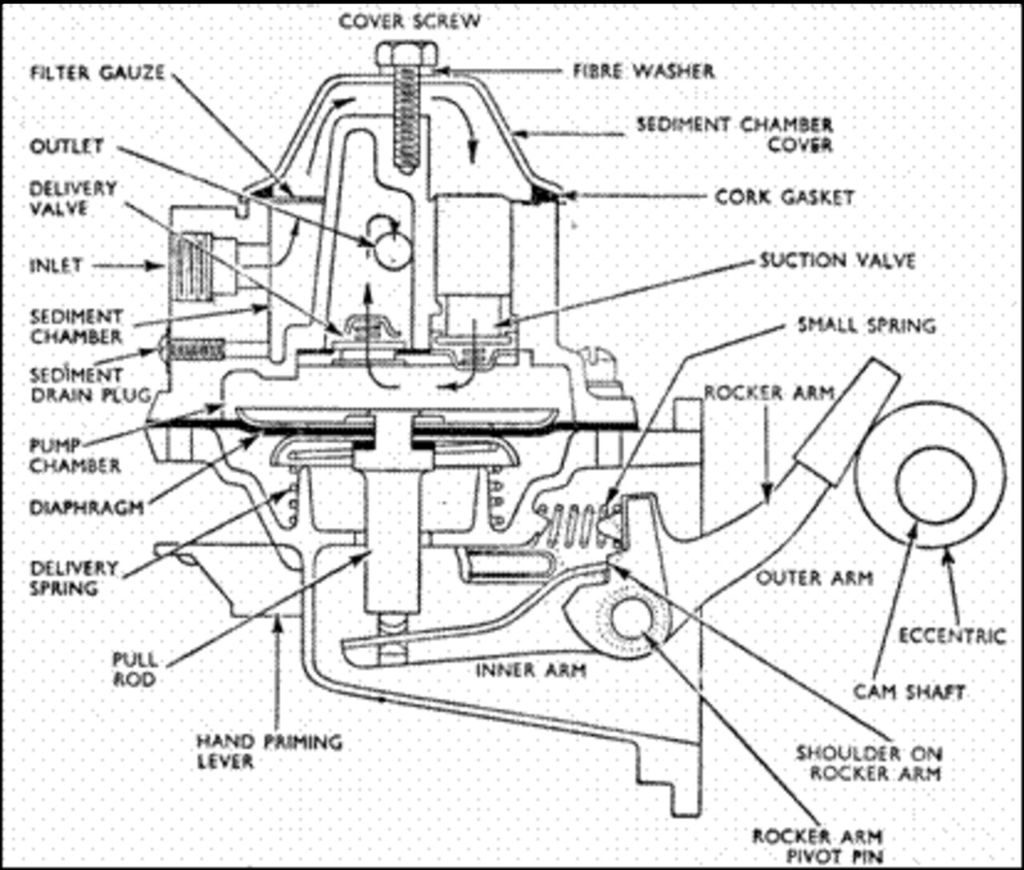 COVER SCREW
FILTER GAUZE
FIBRE WASHER
OUTLET
SEDIMENT CHAMBER
COVER
DELIVERY
VALVE
CORK GASKET
INLET
SUCTION VALVE
SEDIMENT
CHAMBER
SMALL SPRING
SEDIMENT
DRAIN PLUG
ROCKER ARM
PUMP
CHAMBER
DIAPHRAGM
DELIVERY
SPRING
OUTER ARM
ECCENTRIC
PULL
ROD
INNER ARM
CAM SHAFT
HAND PRIMING
LEVER
SHOULDER ON
ROCKER ARM
ROCKER ARM
PIVOT PIN